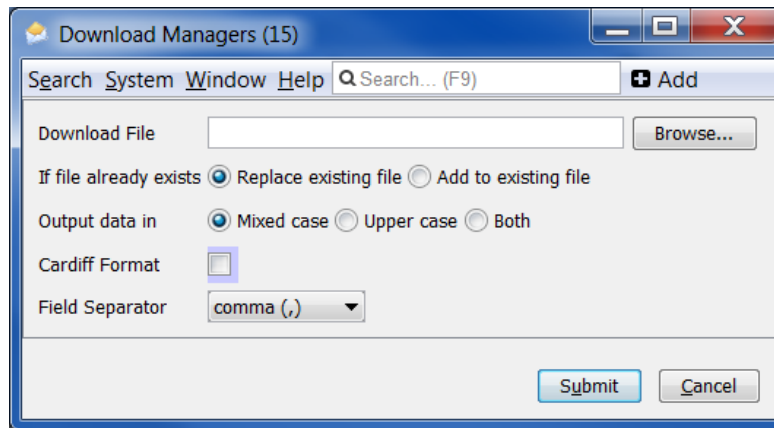 Download Managers (15)
Search System Window Help Search... (F9) Add
Download File Browse...
If file already exists Replace existing file Add to existing file
Output data in Mixed case Upper case Both
Cardiff Format
Field Separator comma (,)
Submit Cancel